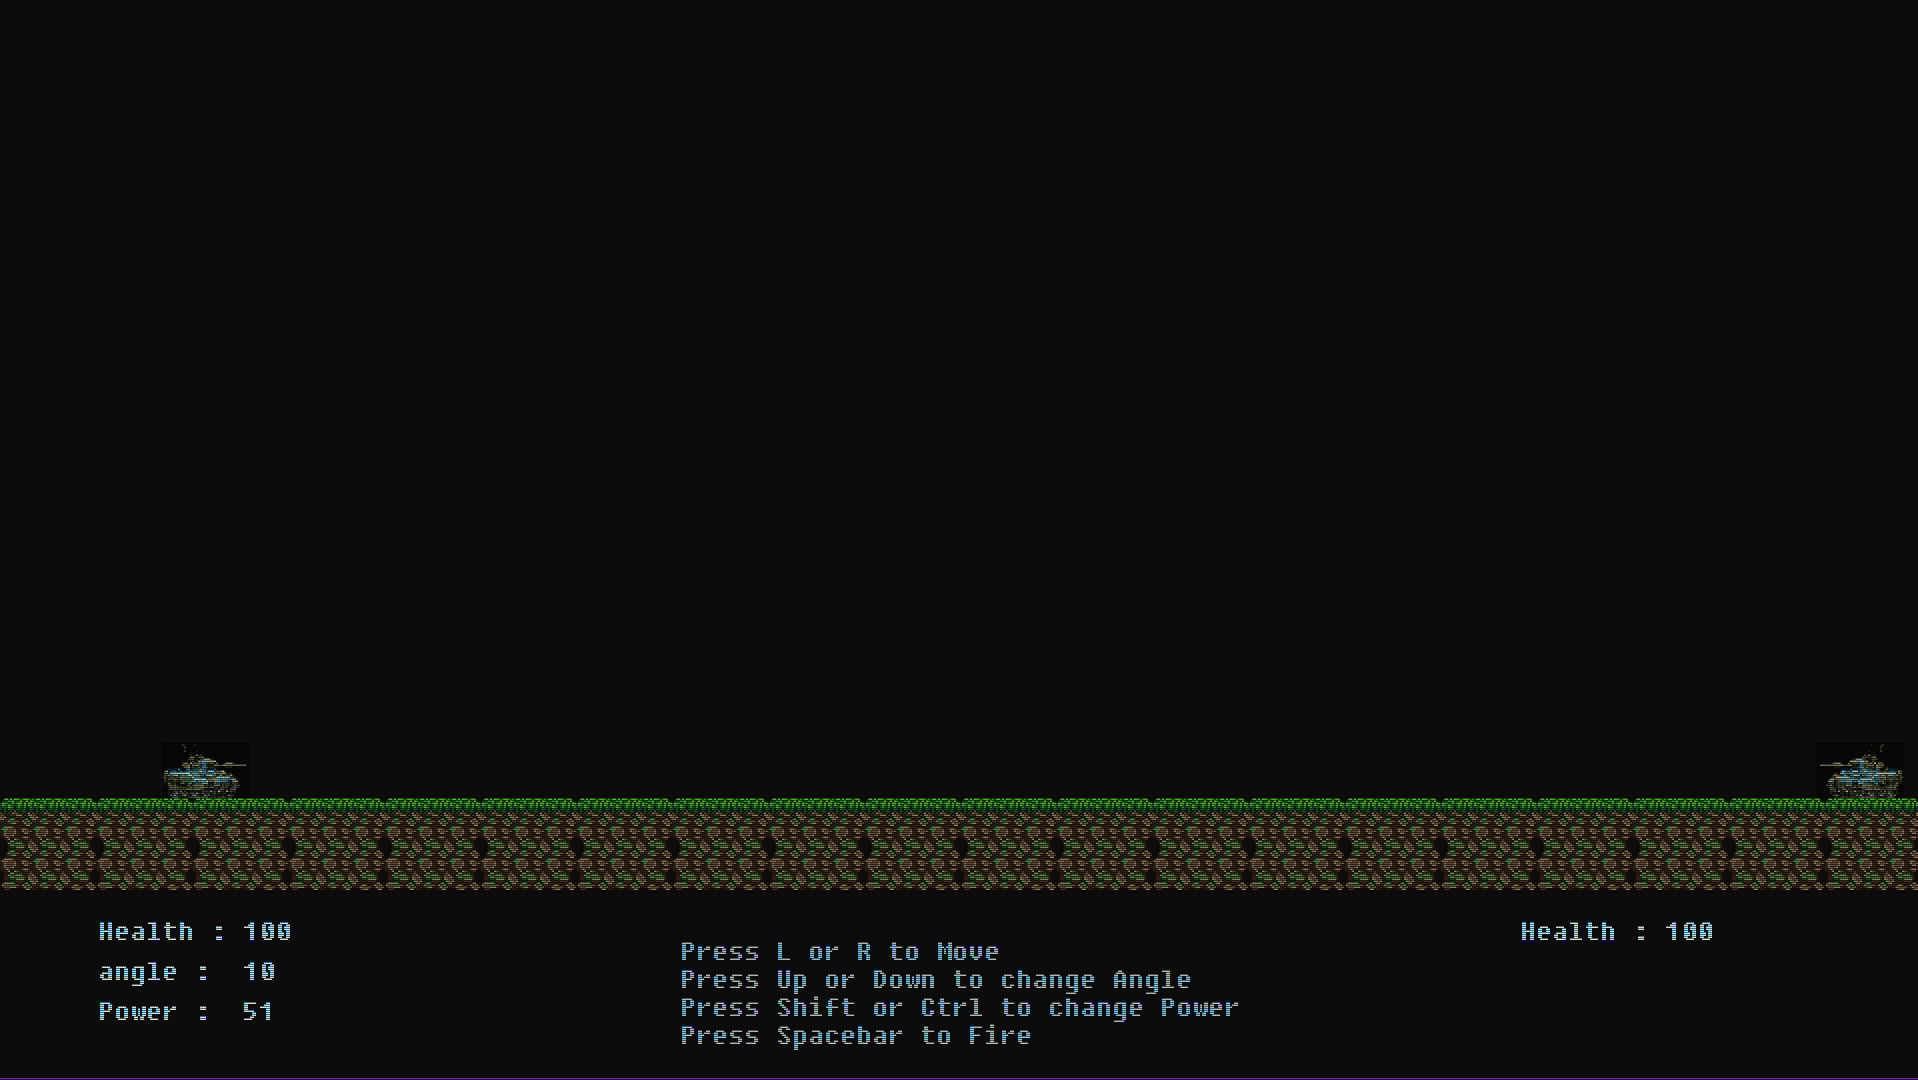 Health : 100
angle : 10
Power : 51
Press L or R to Move
Press Up or Down to change Angle
Press Shift or Ctrl to change Power
Press Spacebar to Fire
Health : 100